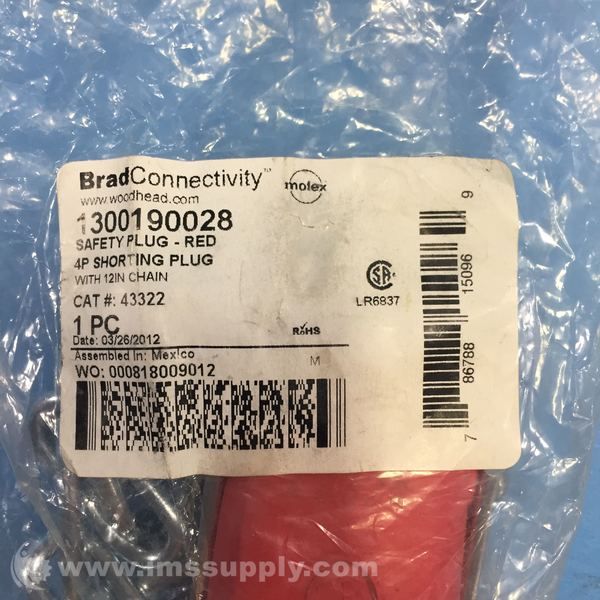 BradConnectivity™
molex
www.woodhead.com
1300190028
SAFETY PLUG - RED
4P SHORTING PLUG
WITH 12IN CHAIN
CAT #: 43322
1 PC
RoHS
Date: 03/26/2012
Assembled In: Mexico
WO: 000818009012
M
LR6837
7 86788 15096 9
© www.imssupply.com